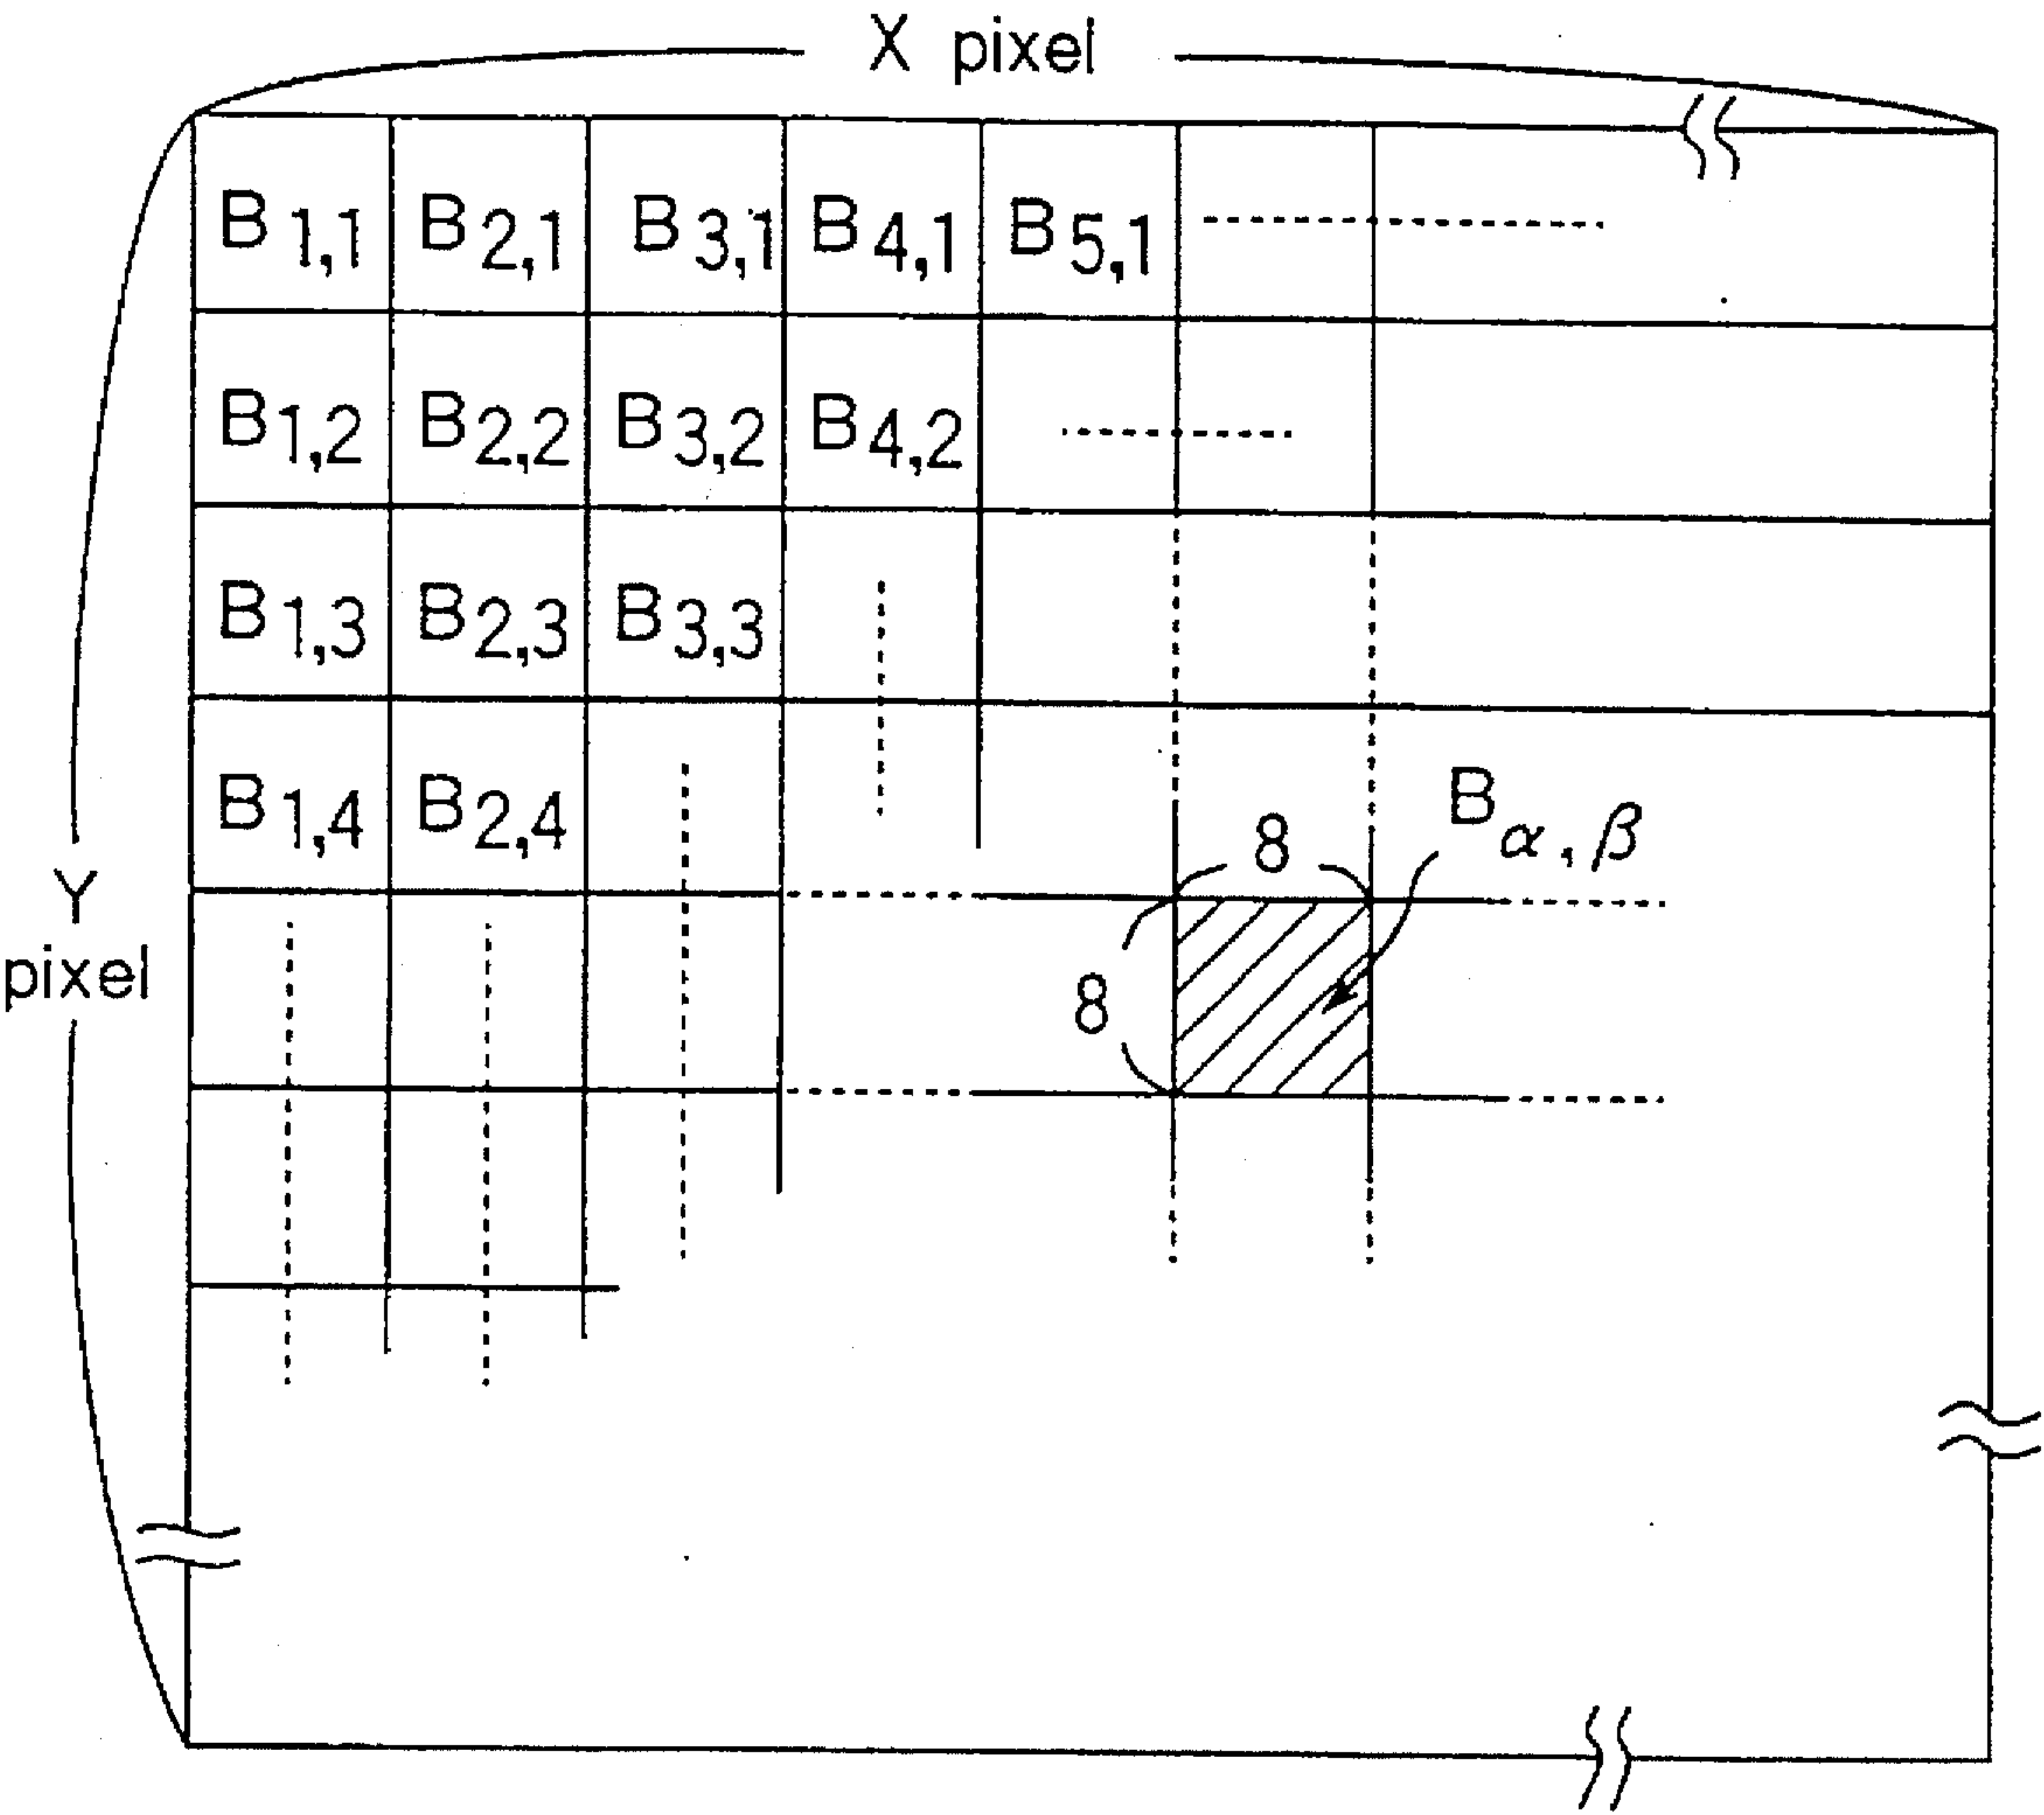 X pixel
B1,1 B2,1 B3,1 B4,1 B5,1
B1,2 B2,2 B3,2 B4,2
B1,3 B2,3 B3,3
B1,4 B2,4
8
Bα,β
Y
pixel
8